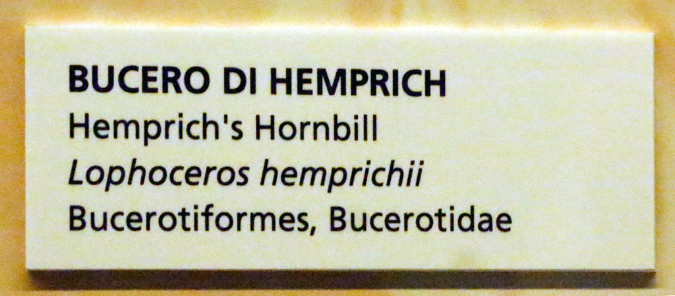 BUCERO DI HEMPRICH
Hemprich's Hornbill
Lophoceros hemprichii
Bucerotiformes, Bucerotidae